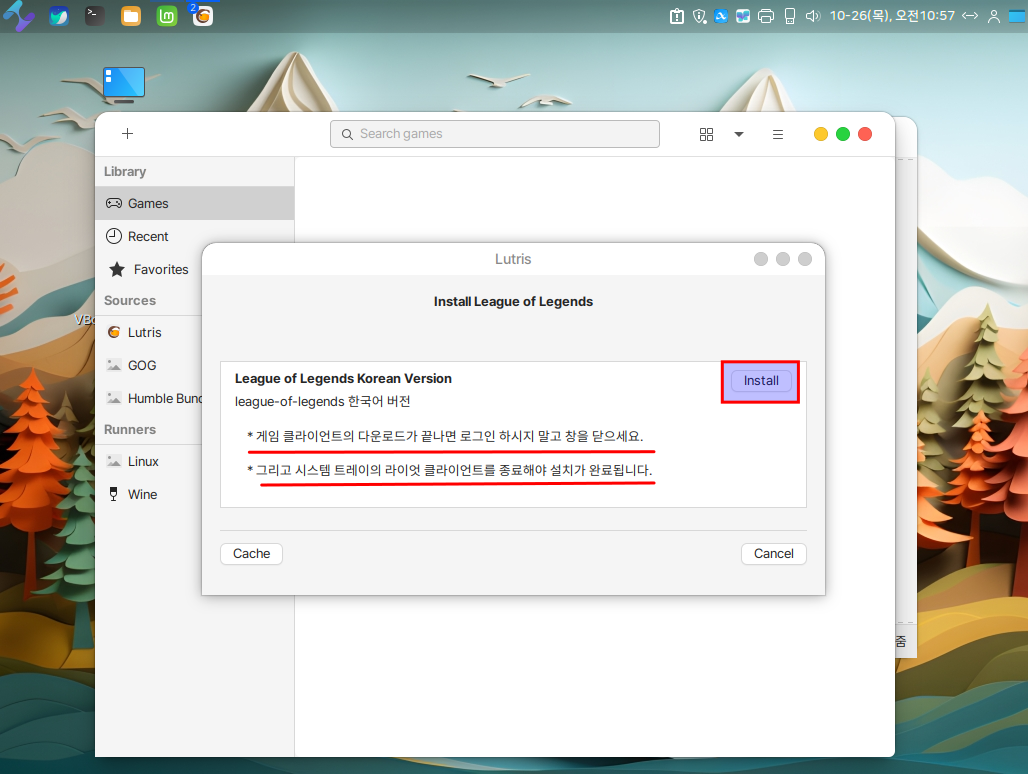 2
10-26(목), 오전10:57
Search games
Library
Games
Recent
Favorites
Sources
Lutris
GOG
Humble Bund
Runners
Linux
Wine
Lutris
Install League of Legends
League of Legends Korean Version
Install
league-of-legends 한국어 버전
* 게임 클라이언트의 다운로드가 끝나면 로그인 하시지 말고 창을 닫으세요.
* 그리고 시스템 트레이의 라이엇 클라이언트를 종료해야 설치가 완료됩니다.
Cache
Cancel
줌